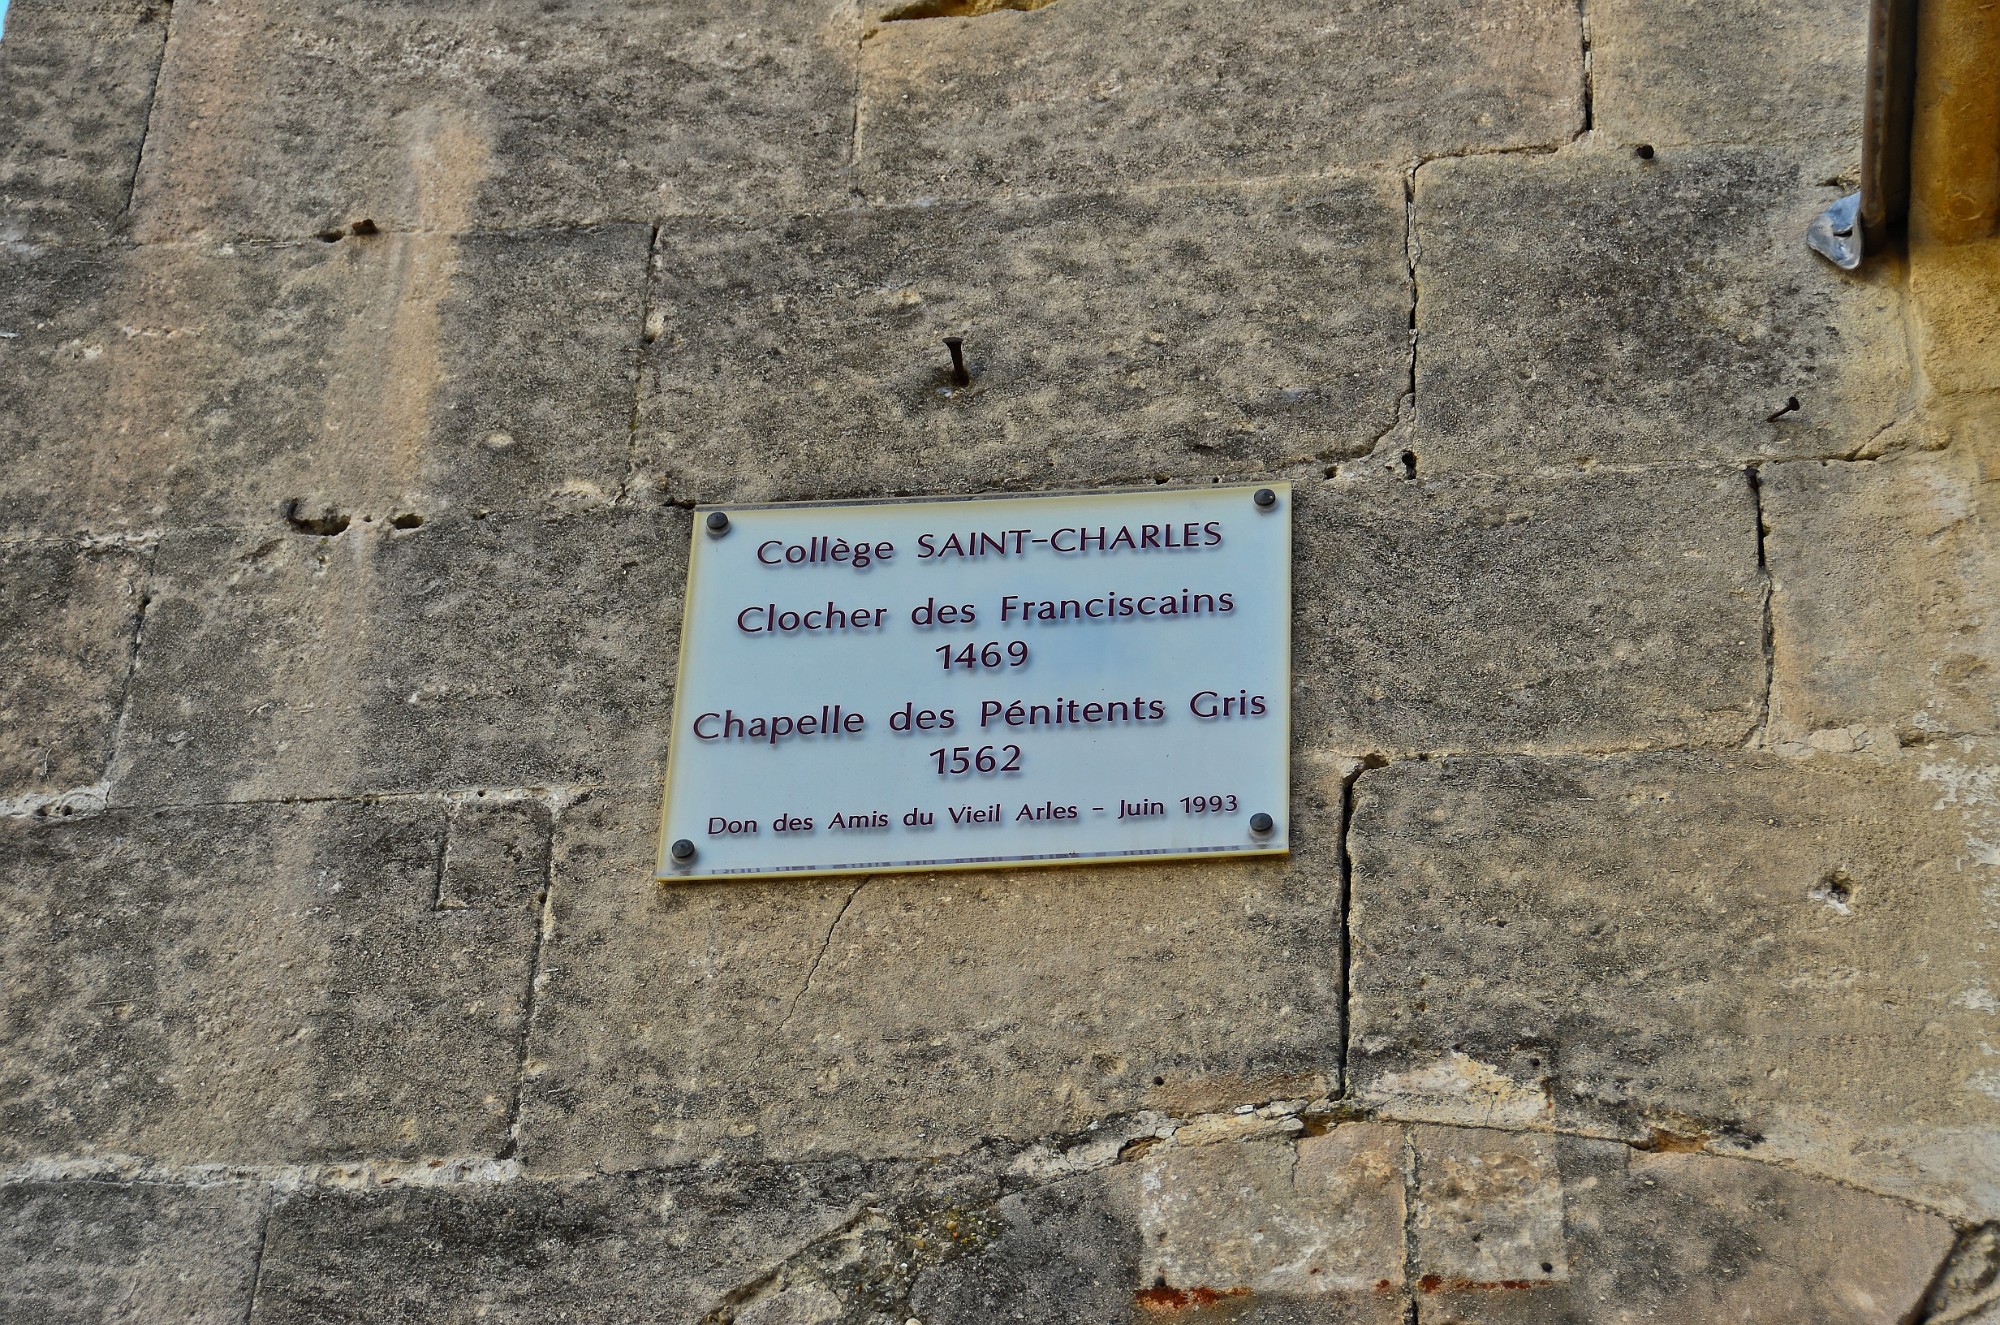 Collège SAINT-CHARLES
Clocher des Franciscains
1469
Chapelle des Pénitents Gris
1562
Don des Amis du Vieil Arles - Juin 1993